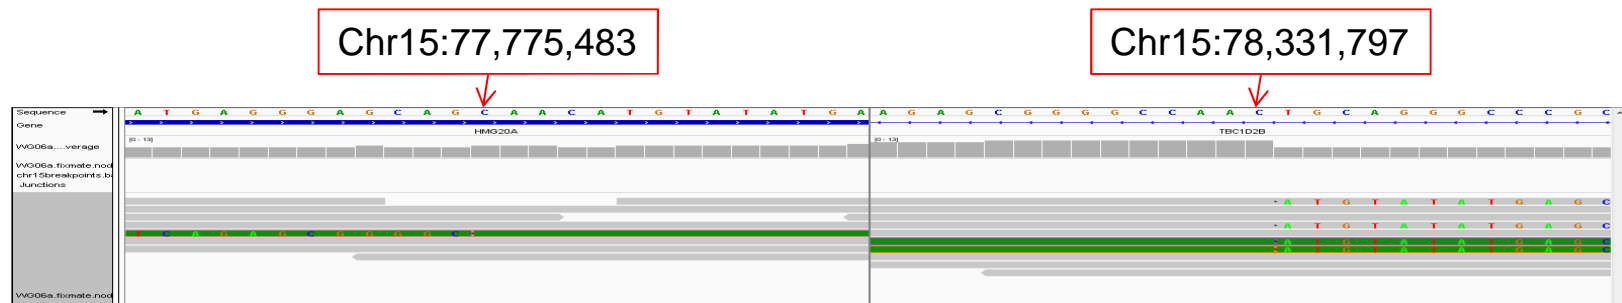 Chr15:77,775,483
Chr15:78,331,797
Sequence
A T G A G G G A G C A G C A A C A T G T A T A T G A
A G A G C G G G G C C A A C T G C A G G G C C C G C
Gene
HMG20A
TBC1D2B
WG06a....verage
[0 - 13]
[0 - 13]
WG06a.fixmate.nod
chr15breakpoints.ba
Junctions
A T G T A T A T G A G C
A T G T A T A T G A G C
T C A G A G C G G G G C
A T G T A T A T G A G C
A T G T A T A T G A G C
WG06a.fixmate.nod